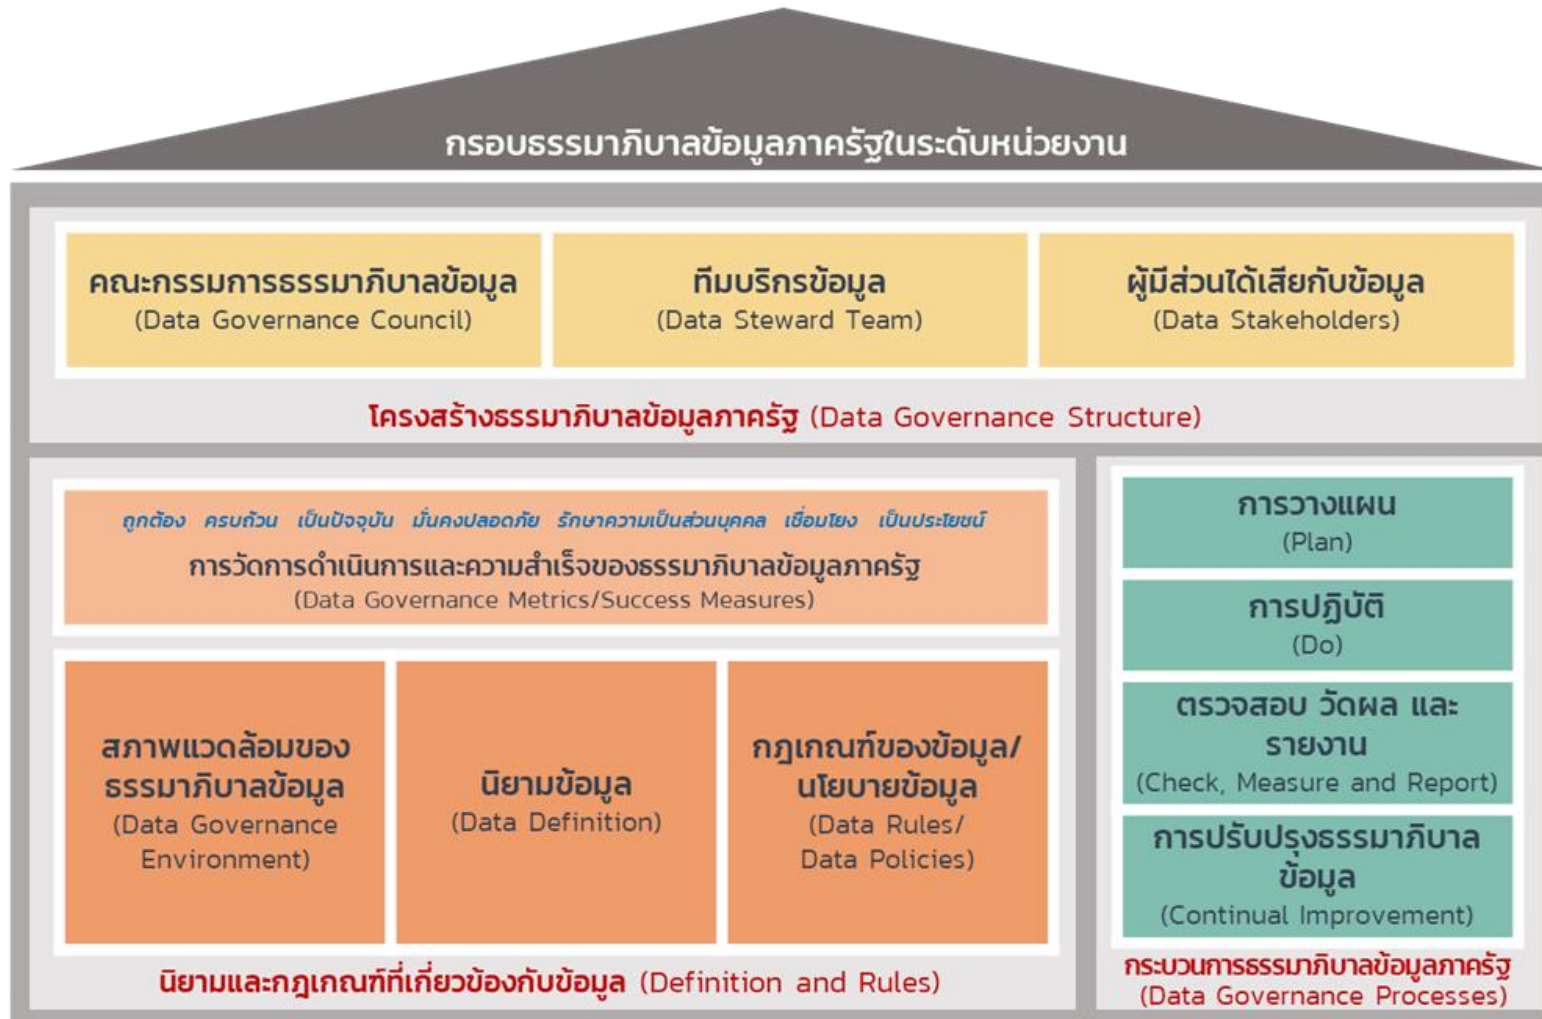 กรอบธรรมาภิบาลข้อมูลภาครัฐในระดับหน่วยงาน
คณะกรรมการธรรมาภิบาลข้อมูล
(Data Governance Council)
ทีมบริกรข้อมูล
(Data Steward Team)
ผู้มีส่วนได้เสียกับข้อมูล
(Data Stakeholders)
โครงสร้างธรรมาภิบาลข้อมูลภาครัฐ (Data Governance Structure)
ถูกต้อง ครบถ้วน เป็นปัจจุบัน มั่นคงปลอดภัย รักษาความเป็นส่วนบุคคล เชื่อมโยง เป็นประโยชน์
การวัดการดำเนินการและความสำเร็จของธรรมาภิบาลข้อมูลภาครัฐ
(Data Governance Metrics/Success Measures)
สภาพแวดล้อมของ
ธรรมาภิบาลข้อมูล
(Data Governance
Environment)
นิยามข้อมูล
(Data Definition)
กฎเกณฑ์ของข้อมูล/
นโยบายข้อมูล
(Data Rules/
Data Policies)
นิยามและกฎเกณฑ์ที่เกี่ยวข้องกับข้อมูล (Definition and Rules)
การวางแผน
(Plan)
การปฏิบัติ
(Do)
ตรวจสอบ วัดผล และ
รายงาน
(Check, Measure and Report)
การปรับปรุงธรรมาภิบาล
ข้อมูล
(Continual Improvement)
กระบวนการธรรมาภิบาลข้อมูลภาครัฐ
(Data Governance Processes)